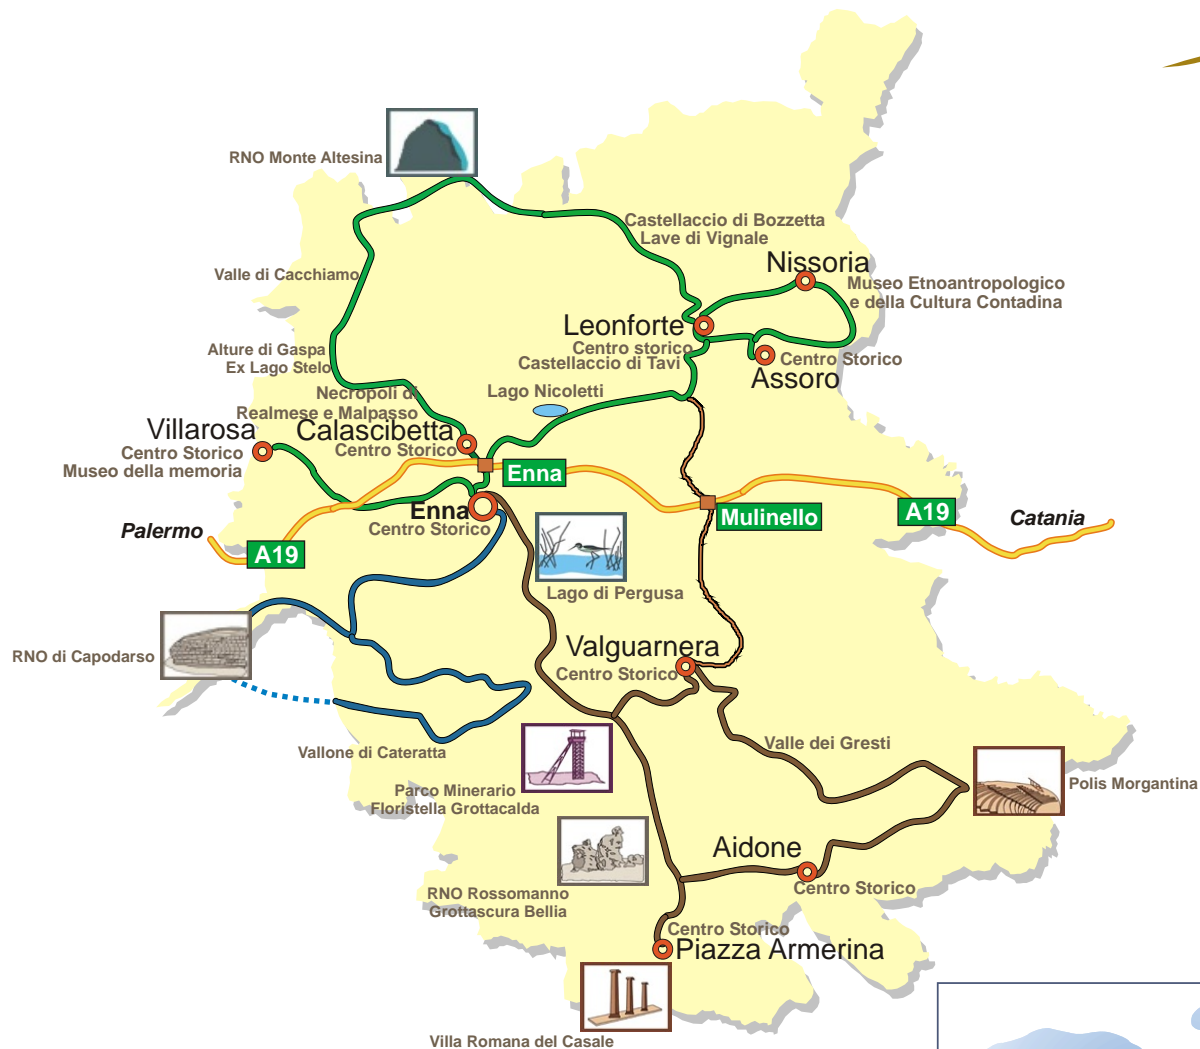 RNO Monte Altesina
Castellaccio di Bozzetta
Lave di Vignale
Nissoria
Valle di Cacchiamo
Museo Etnoantropologico
e della Cultura Contadina
Leonforte
Centro storico
Castellaccio di Tavi
Centro Storico
Assoro
Alture di Gaspa
Ex Lago Stelo
Necropoli di
Realmese e Malpasso
Lago Nicoletti
Villarosa
Centro Storico
Museo della memoria
Calascibetta
Centro Storico
Enna
Enna
Centro Storico
Mulinello
A19
Catania
Palermo
A19
Lago di Pergusa
RNO di Capodarso
Valguarnera
Centro Storico
Vallone di Cateratta
Valle dei Gresti
Polis Morgantina
Parco Minerario
Floristella Grottacalda
Aidone
Centro Storico
RNO Rossomanno
Grottascura Bellia
Centro Storico
Piazza Armerina
Villa Romana del Casale